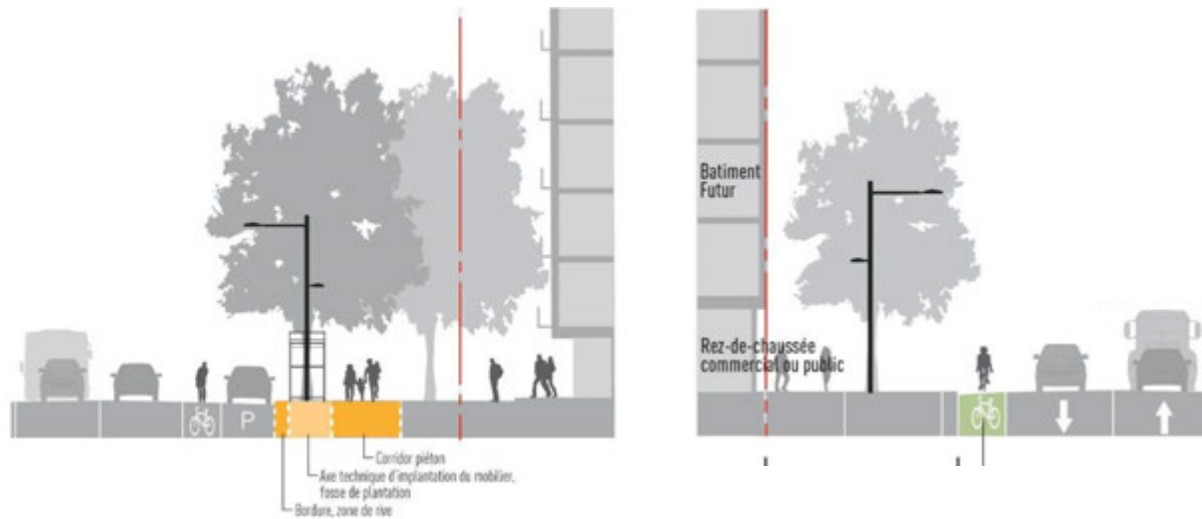 Batiment
Futur
Rez-de-chaussée
commercial ou public
P
Corridor piéton
Axe technique d'implantation du mobilier,
fosse de plantation
Bordure, zone de rive